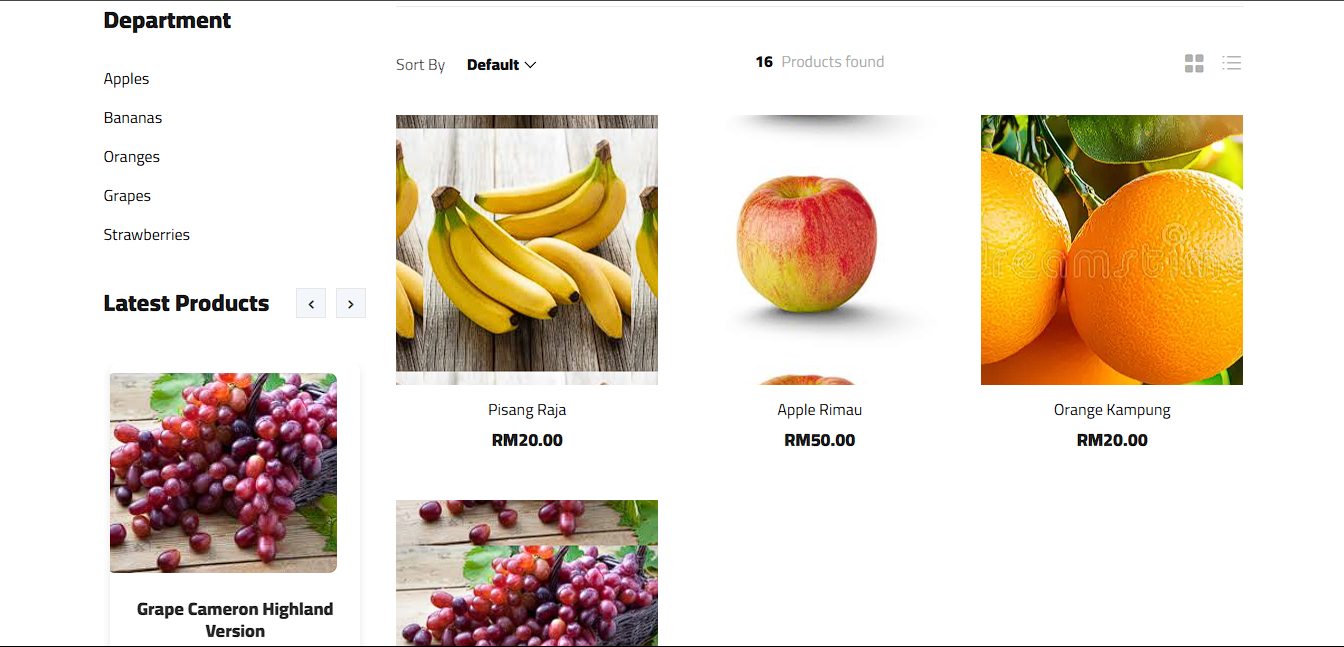 Department
Apples
Bananas
Oranges
Grapes
Strawberries
Latest Products
Grape Cameron Highland
Version
Sort By Default
16 Products found
dreamstim
Pisang Raja
RM20.00
Apple Rimau
RM50.00
Orange Kampung
RM20.00